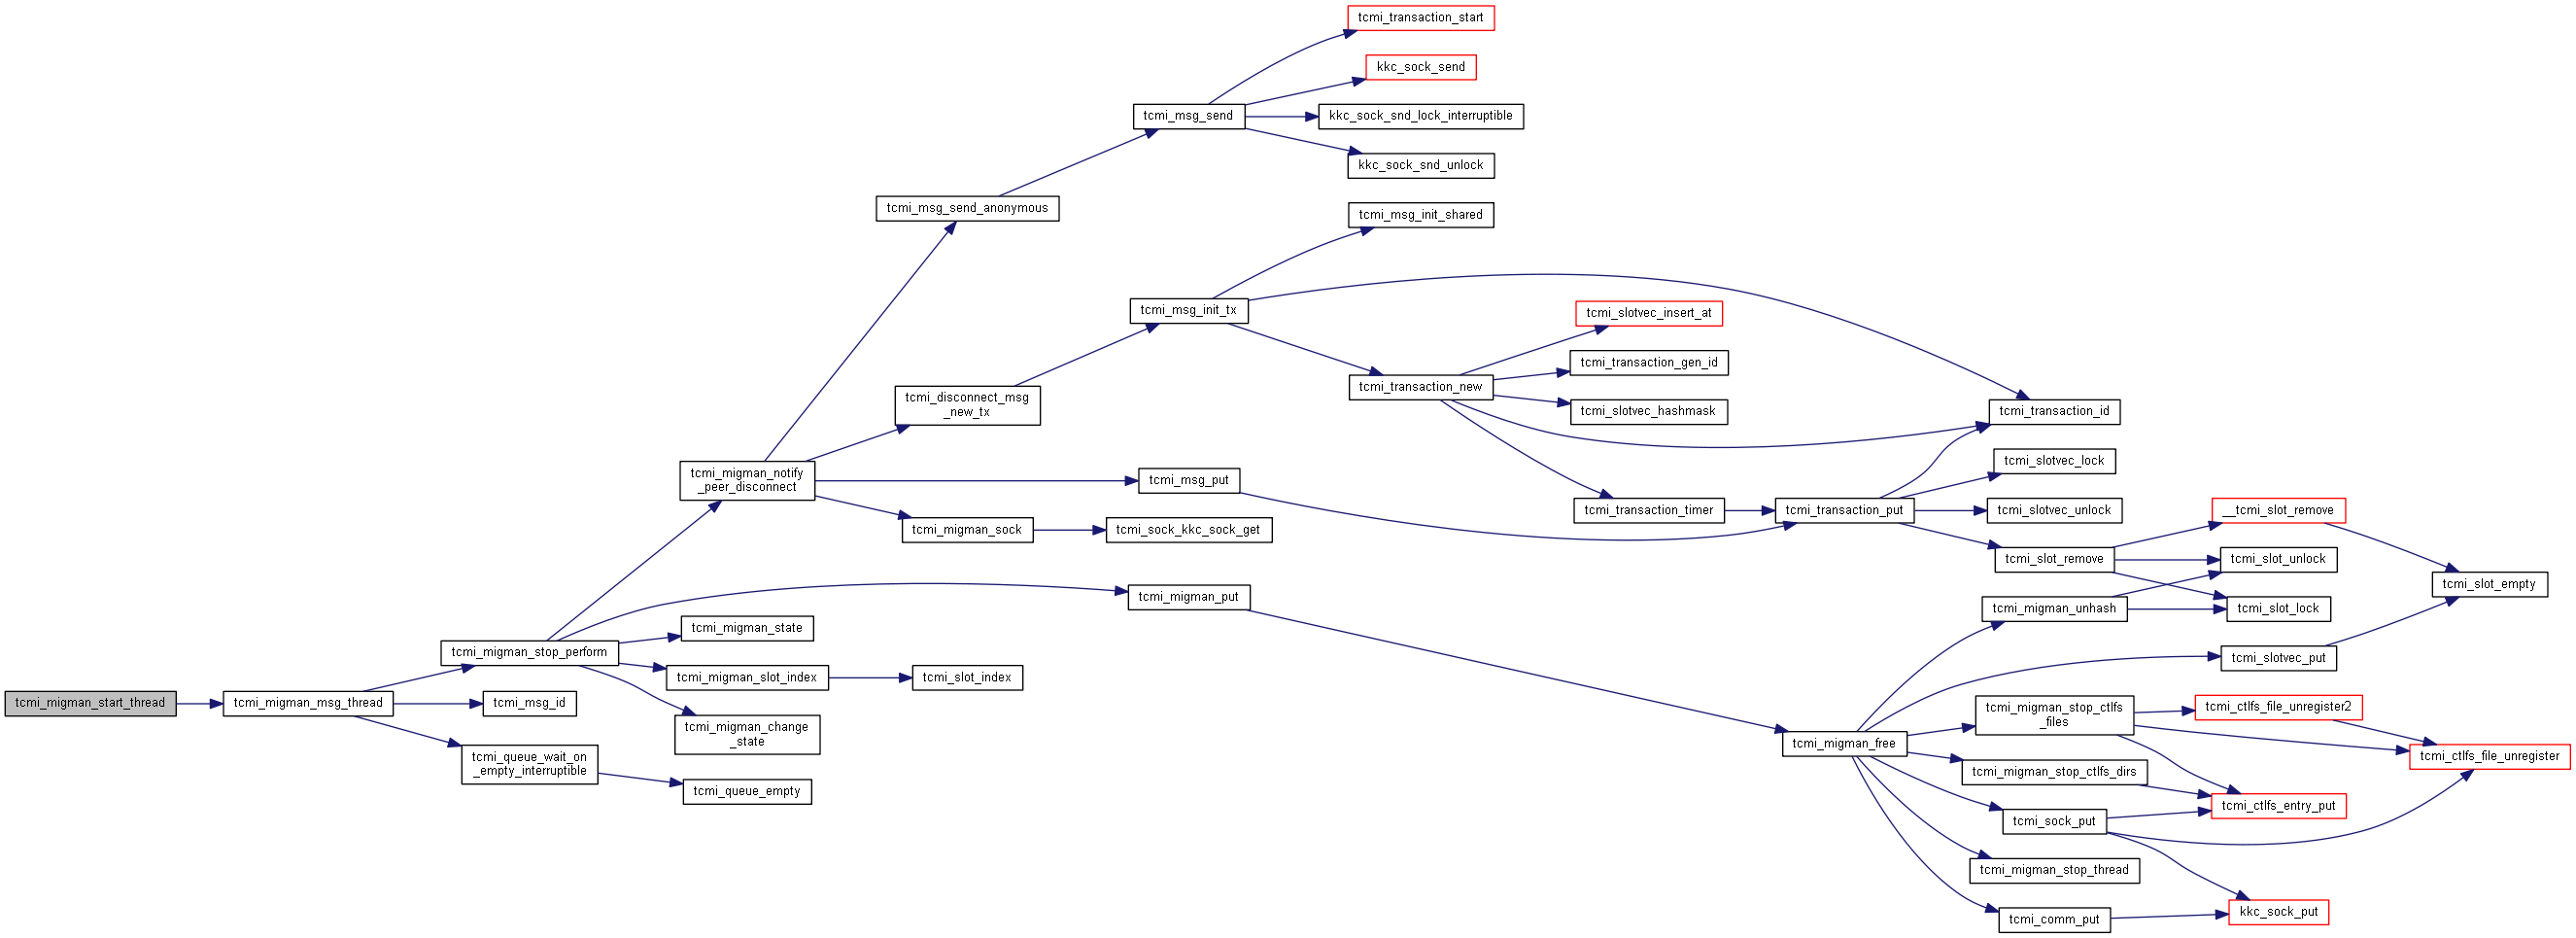 tcmi_transaction_start
kkc_sock_send
tcmi_msg_send
kkc_sock_snd_lock_interruptible
kkc_sock_snd_unlock
tcmi_msg_send_anonymous
tcmi_msg_init_shared
tcmi_msg_init_tx
tcmi_slotvec_insert_at
tcmi_transaction_gen_id
tcmi_transaction_new
tcmi_disconnect_msg
_new_tx
tcmi_slotvec_hashmask
tcmi_transaction_id
tcmi_migman_notify
_peer_disconnect
tcmi_msg_put
tcmi_slotvec_lock
tcmi_transaction_timer
tcmi_transaction_put
tcmi_slotvec_unlock
__tcmi_slot_remove
tcmi_migman_sock
tcmi_sock_kkc_sock_get
tcmi_slot_remove
tcmi_slot_unlock
tcmi_slot_empty
tcmi_migman_put
tcmi_migman_unhash
tcmi_slot_lock
tcmi_migman_state
tcmi_migman_stop_perform
tcmi_slotvec_put
tcmi_migman_slot_index
tcmi_slot_index
tcmi_migman_start_thread
tcmi_migman_msg_thread
tcmi_msg_id
tcmi_migman_stop_ctlfs
_files
tcmi_ctlfs_file_unregister2
tcmi_migman_change
_state
tcmi_migman_free
tcmi_ctlfs_file_unregister
tcmi_queue_wait_on
_empty_interruptible
tcmi_migman_stop_ctlfs_dirs
tcmi_queue_empty
tcmi_ctlfs_entry_put
tcmi_sock_put
tcmi_migman_stop_thread
tcmi_comm_put
kkc_sock_put